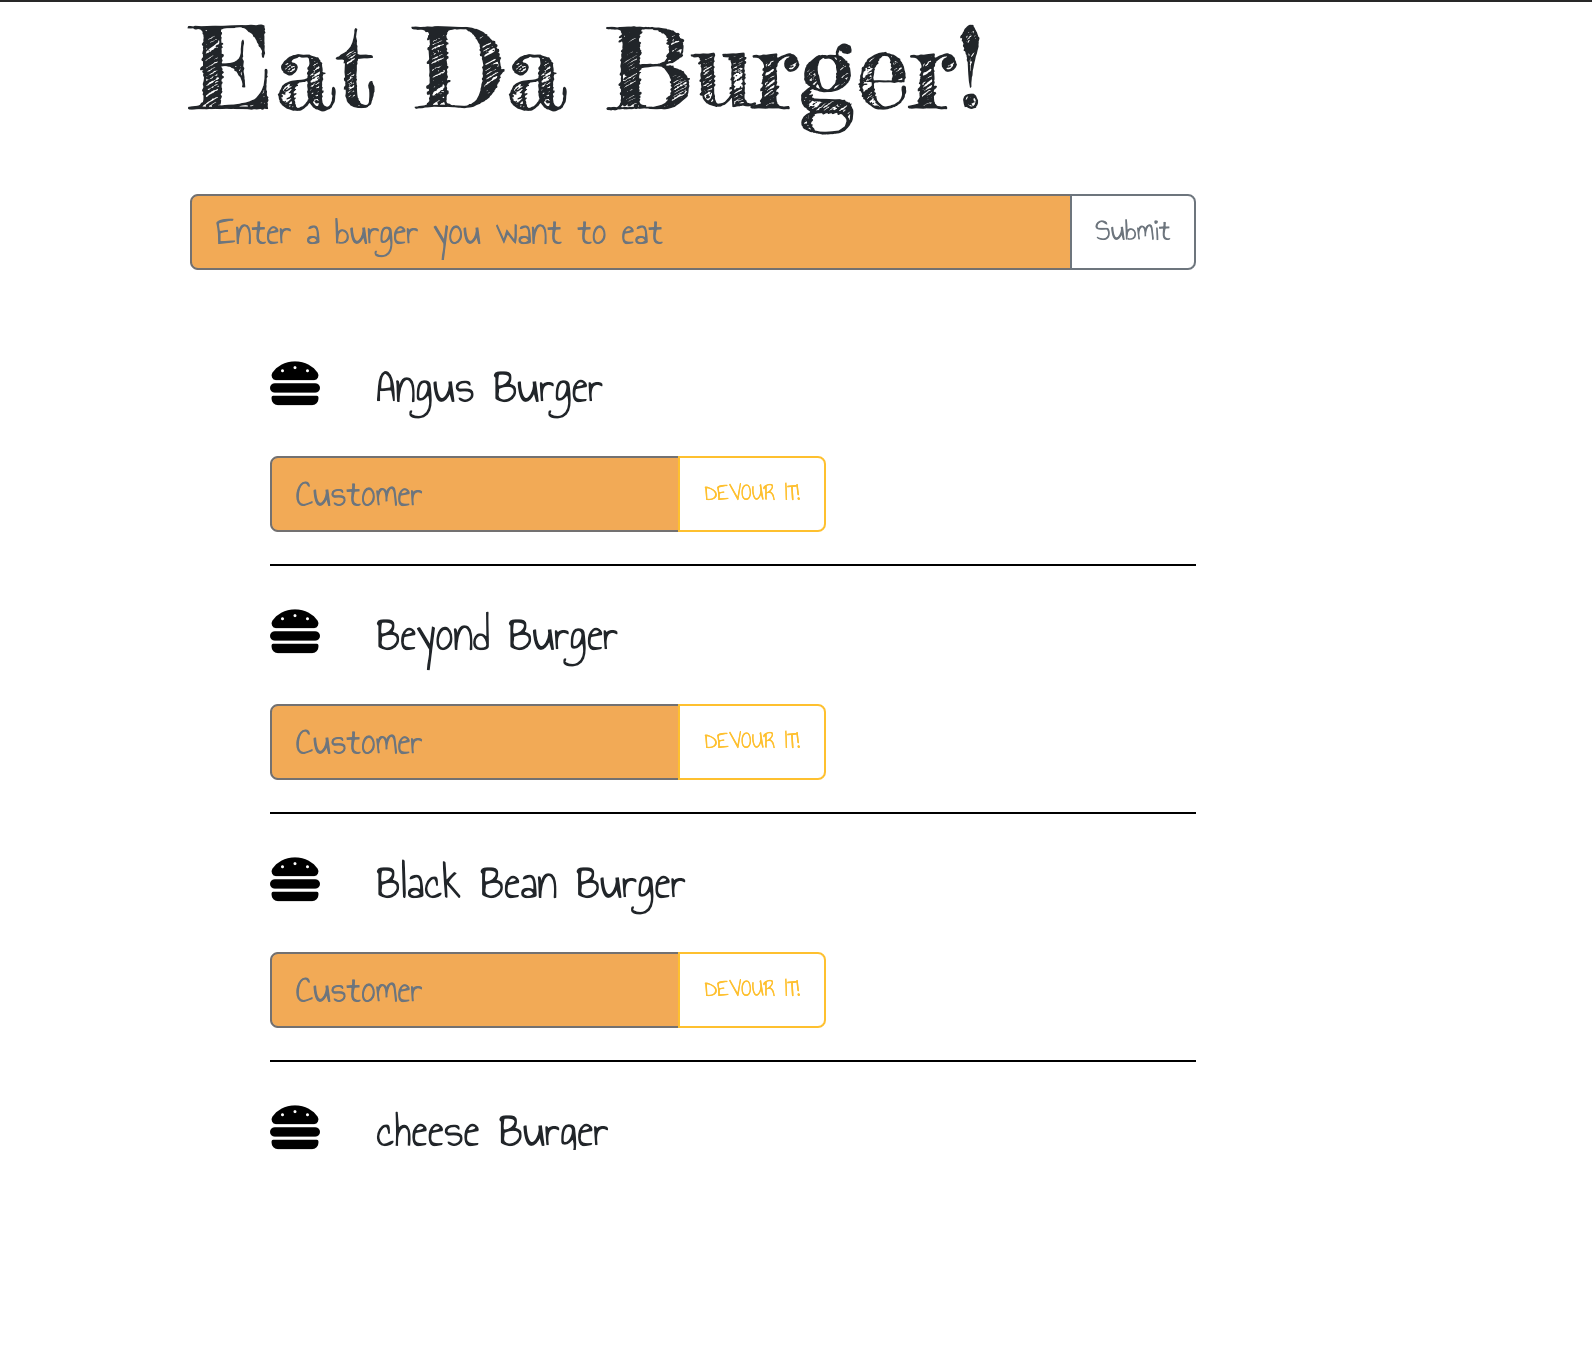 Eat Da Burger!
Enter a burger you want to eat Submit
Angus Burger
Customer DEVOUR IT!
Beyond Burger
Customer DEVOUR IT!
Black Bean Burger
Customer DEVOUR IT!
cheese Burger